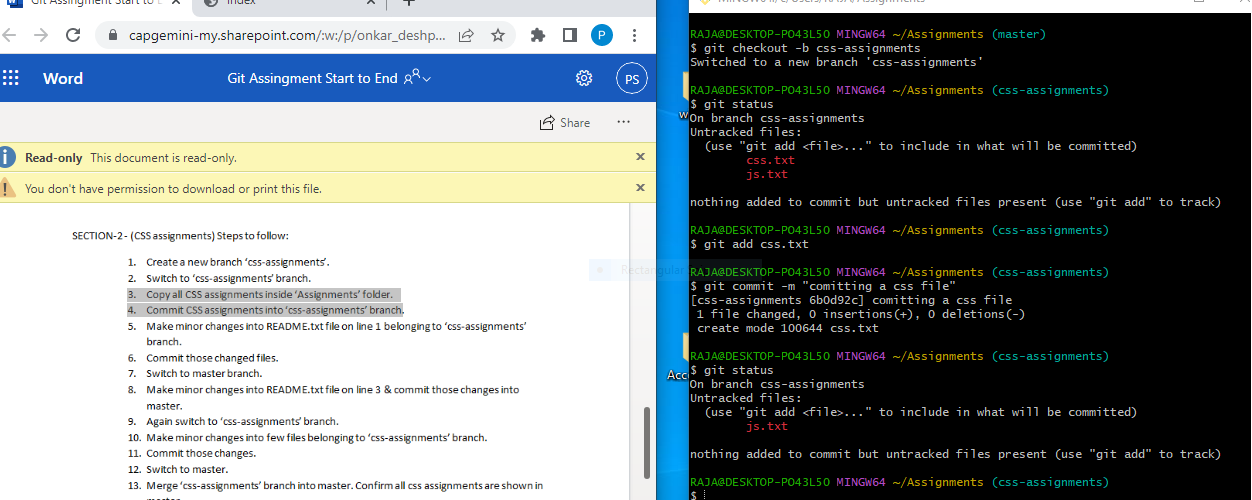 Git Assingment Start to E
Index
capgemini-my.sharepoint.com/:w:/p/onkar_deshp...
P
Word
Git Assingment Start to End
PS
Share
Read-only This document is read-only.
You don't have permission to download or print this file.
SECTION-2 - (CSS assignments) Steps to follow:
1. Create a new branch ‘css-assignments’.
2. Switch to ‘css-assignments’ branch.
3. Copy all CSS assignments inside ‘Assignments’ folder.
4. Commit CSS assignments into ‘css-assignments’ branch.
5. Make minor changes into README.txt file on line 1 belonging to ‘css-assignments’
branch.
6. Commit those changed files.
7. Switch to master branch.
8. Make minor changes into README.txt file on line 3 & commit those changes into
master.
9. Again switch to ‘css-assignments’ branch.
10. Make minor changes into few files belonging to ‘css-assignments’ branch.
11. Commit those changes.
12. Switch to master.
13. Merge ‘css-assignments’ branch into master. Confirm all css assignments are shown in
master.
Rectangular
w
Acc
MINGW64:/c/Users/RAJA/Assignments
RAJA@DESKTOP-PO43L5O MINGW64 ~/Assignments (master)
$ git checkout -b css-assignments
Switched to a new branch 'css-assignments'
RAJA@DESKTOP-PO43L5O MINGW64 ~/Assignments (css-assignments)
$ git status
On branch css-assignments
Untracked files:
(use "git add <file>..." to include in what will be committed)
css.txt
js.txt
nothing added to commit but untracked files present (use "git add" to track)
RAJA@DESKTOP-PO43L5O MINGW64 ~/Assignments (css-assignments)
$ git add css.txt
RAJA@DESKTOP-PO43L5O MINGW64 ~/Assignments (css-assignments)
$ git commit -m "comitting a css file"
[css-assignments 6b0d92c] comitting a css file
1 file changed, 0 insertions(+), 0 deletions(-)
create mode 100644 css.txt
RAJA@DESKTOP-PO43L5O MINGW64 ~/Assignments (css-assignments)
$ git status
On branch css-assignments
Untracked files:
(use "git add <file>..." to include in what will be committed)
js.txt
nothing added to commit but untracked files present (use "git add" to track)
RAJA@DESKTOP-PO43L5O MINGW64 ~/Assignments (css-assignments)
$